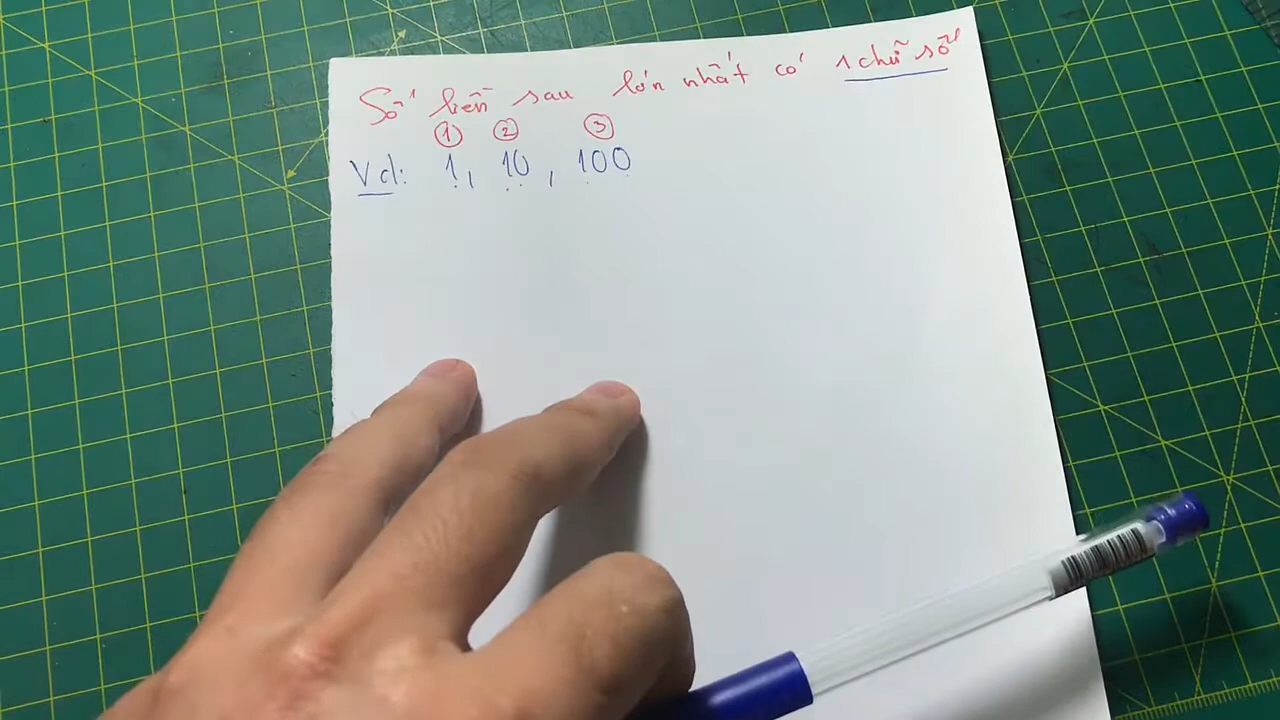 Số liền sau lớn nhất có 1 chữ số
① ② ③
Vd: 1, 10, 100